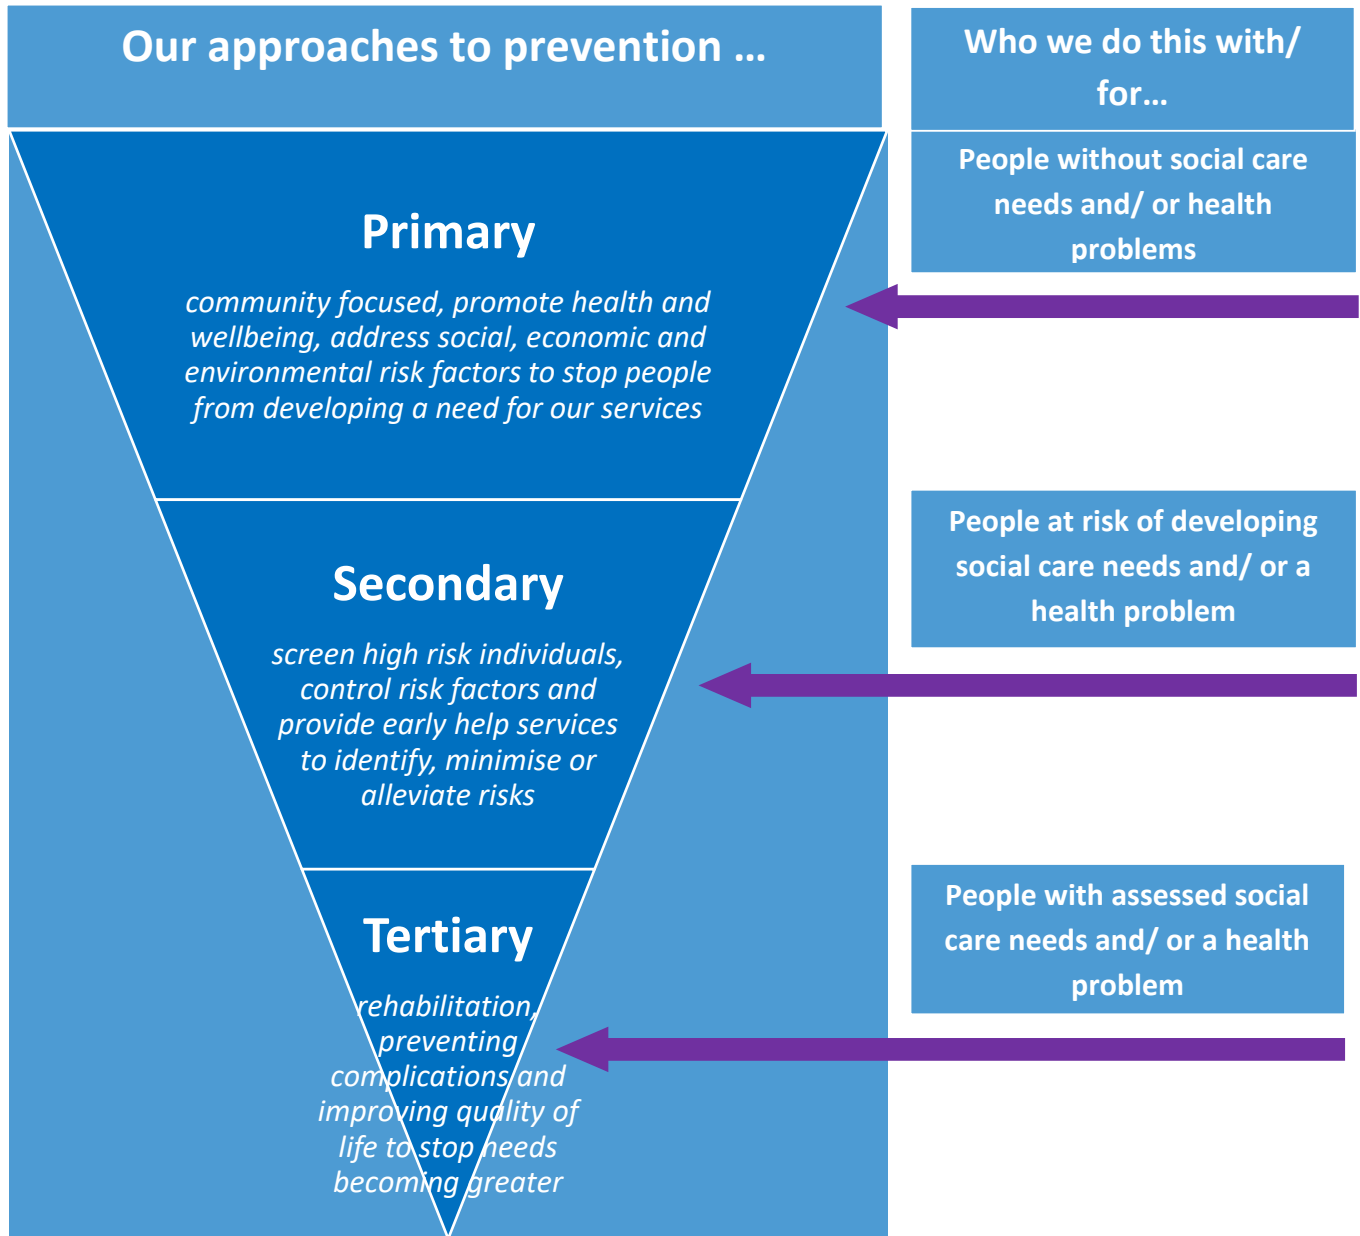 Our approaches to prevention …
Who we do this with/
for…
Primary
community focused, promote health and
wellbeing, address social, economic and
environmental risk factors to stop people
from developing a need for our services
People without social care
needs and/ or health
problems
Secondary
screen high risk individuals,
control risk factors and
provide early help services
to identify, minimise or
alleviate risks
People at risk of developing
social care needs and/ or a
health problem
Tertiary
rehabilitation,
preventing
complications and
improving quality of
life to stop needs
becoming greater
People with assessed social
care needs and/ or a health
problem